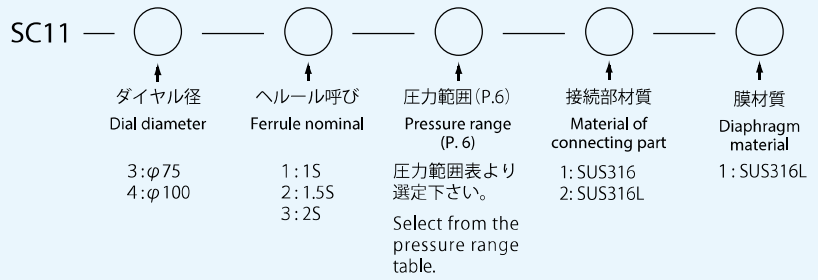 SC11 — ◯ — ◯ — ◯ — ◯ — ◯
ダイヤル径
Dial diameter
3:φ75
4:φ100
ヘルール呼び
Ferrule nominal
1:1S
2:1.5S
3:2S
圧力範囲(P.6)
Pressure range
(P. 6)
圧力範囲表より
選定下さい。
Select from the
pressure range
table.
接続部材質
Material of
connecting part
1: SUS316
2: SUS316L
膜材質
Diaphragm
material
1: SUS316L